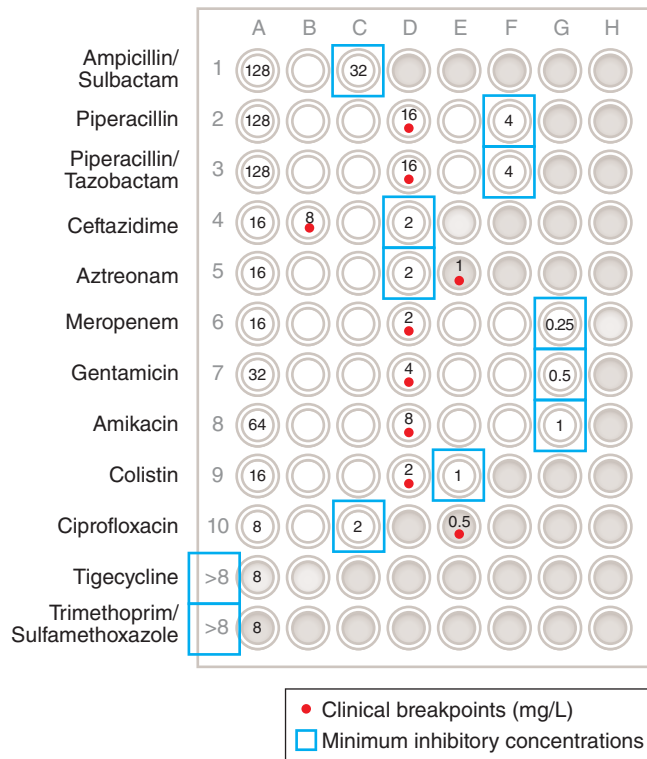 A B C D E F G H
Ampicillin/
Sulbactam 1 128 32
Piperacillin 2 128 16 4
Piperacillin/
Tazobactam 3 128 16 4
Ceftazidime 4 16 8 2
Aztreonam 5 16 2 1
Meropenem 6 16 2 0.25
Gentamicin 7 32 4 0.5
Amikacin 8 64 8 1
Colistin 9 16 2 1
Ciprofloxacin 10 8 2 0.5
Tigecycline >8 8
Trimethoprim/
Sulfamethoxazole >8 8
Clinical breakpoints (mg/L)
Minimum inhibitory concentrations